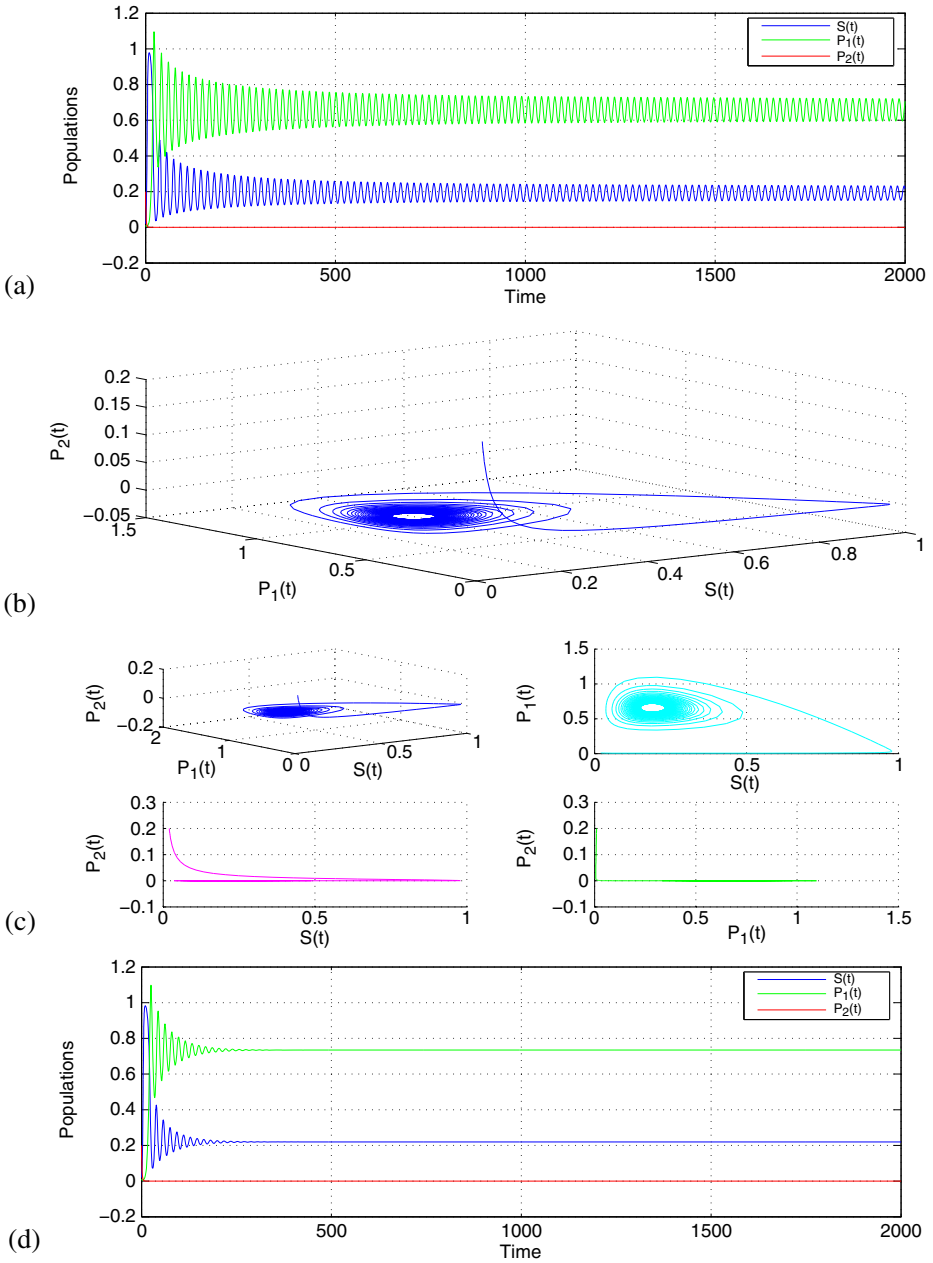 1.2
1
0.8
0.6
0.4
0.2
0
−0.2
Populations
0 500 1000 1500 2000
Time
S(t)
P1(t)
P2(t)
(a)
0.2
0.15
0.1
0.05
0
−0.05
P2(t)
1.5
1
0.5
0
P1(t)
0
0.2
0.4
0.6
0.8
1
S(t)
(b)
0.2
0
−0.2
P2(t)
2
1
0
P1(t)
0
0.5
1
S(t)
1.5
1
0.5
0
P1(t)
0 0.5 1
S(t)
0.3
0.2
0.1
0
−0.1
P2(t)
0 0.5 1
S(t)
0.3
0.2
0.1
0
−0.1
P2(t)
0 0.5 1 1.5
P1(t)
(c)
1.2
1
0.8
0.6
0.4
0.2
0
−0.2
Populations
0 500 1000 1500 2000
Time
S(t)
P1(t)
P2(t)
(d)